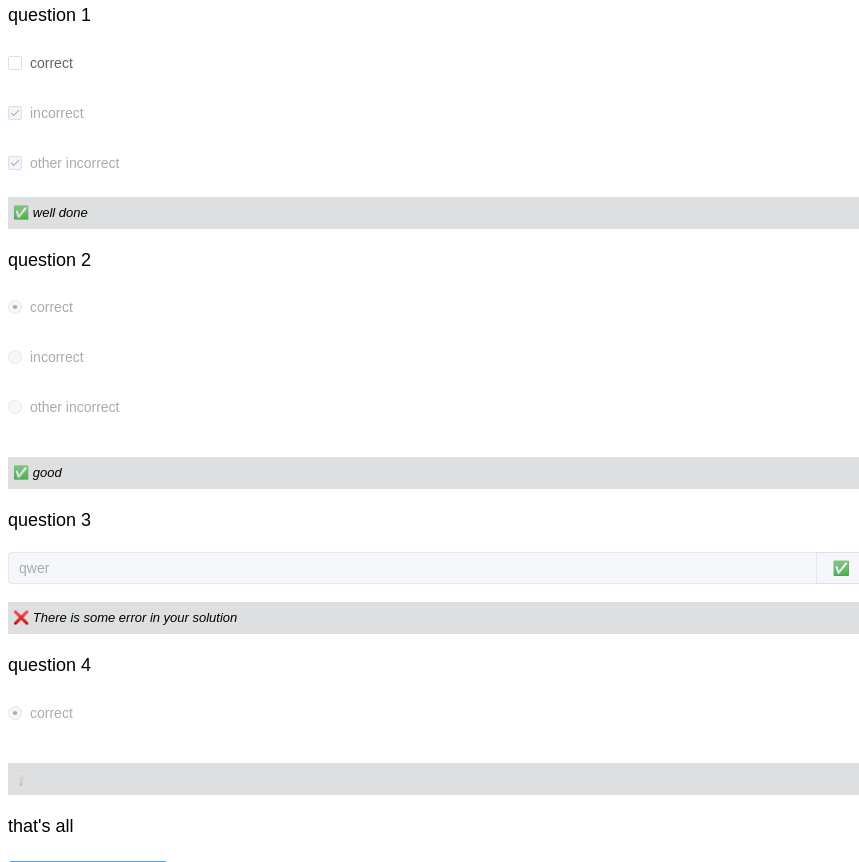 question 1
correct
incorrect
other incorrect
✅ well done
question 2
correct
incorrect
other incorrect
✅ good
question 3
qwer ✅
❌ There is some error in your solution
question 4
correct
❔
that's all